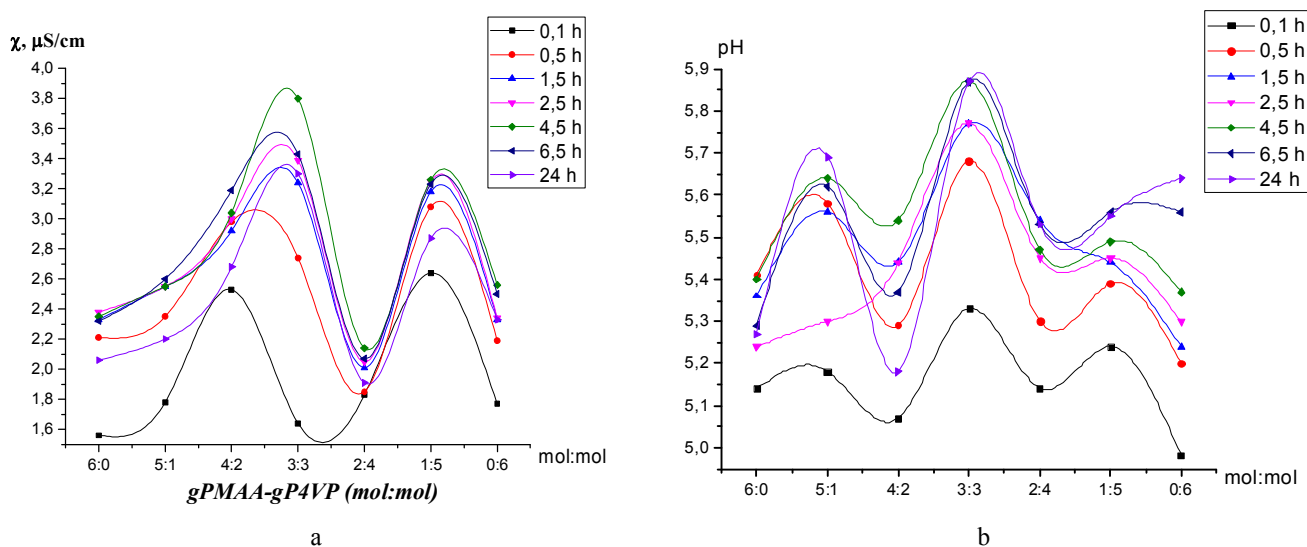 χ, μS/cm
4,0
3,8
3,6
3,4
3,2
3,0
2,8
2,6
2,4
2,2
2,0
1,8
1,6
6:0 5:1 4:2 3:3 2:4 1:5 0:6 mol:mol
gPMAA-gP4VP (mol:mol)
0,1 h
0,5 h
1,5 h
2,5 h
4,5 h
6,5 h
24 h
a
pH
5,9
5,8
5,7
5,6
5,5
5,4
5,3
5,2
5,1
5,0
6:0 5:1 4:2 3:3 2:4 1:5 0:6 mol:mol
0,1 h
0,5 h
1,5 h
2,5 h
4,5 h
6,5 h
24 h
b